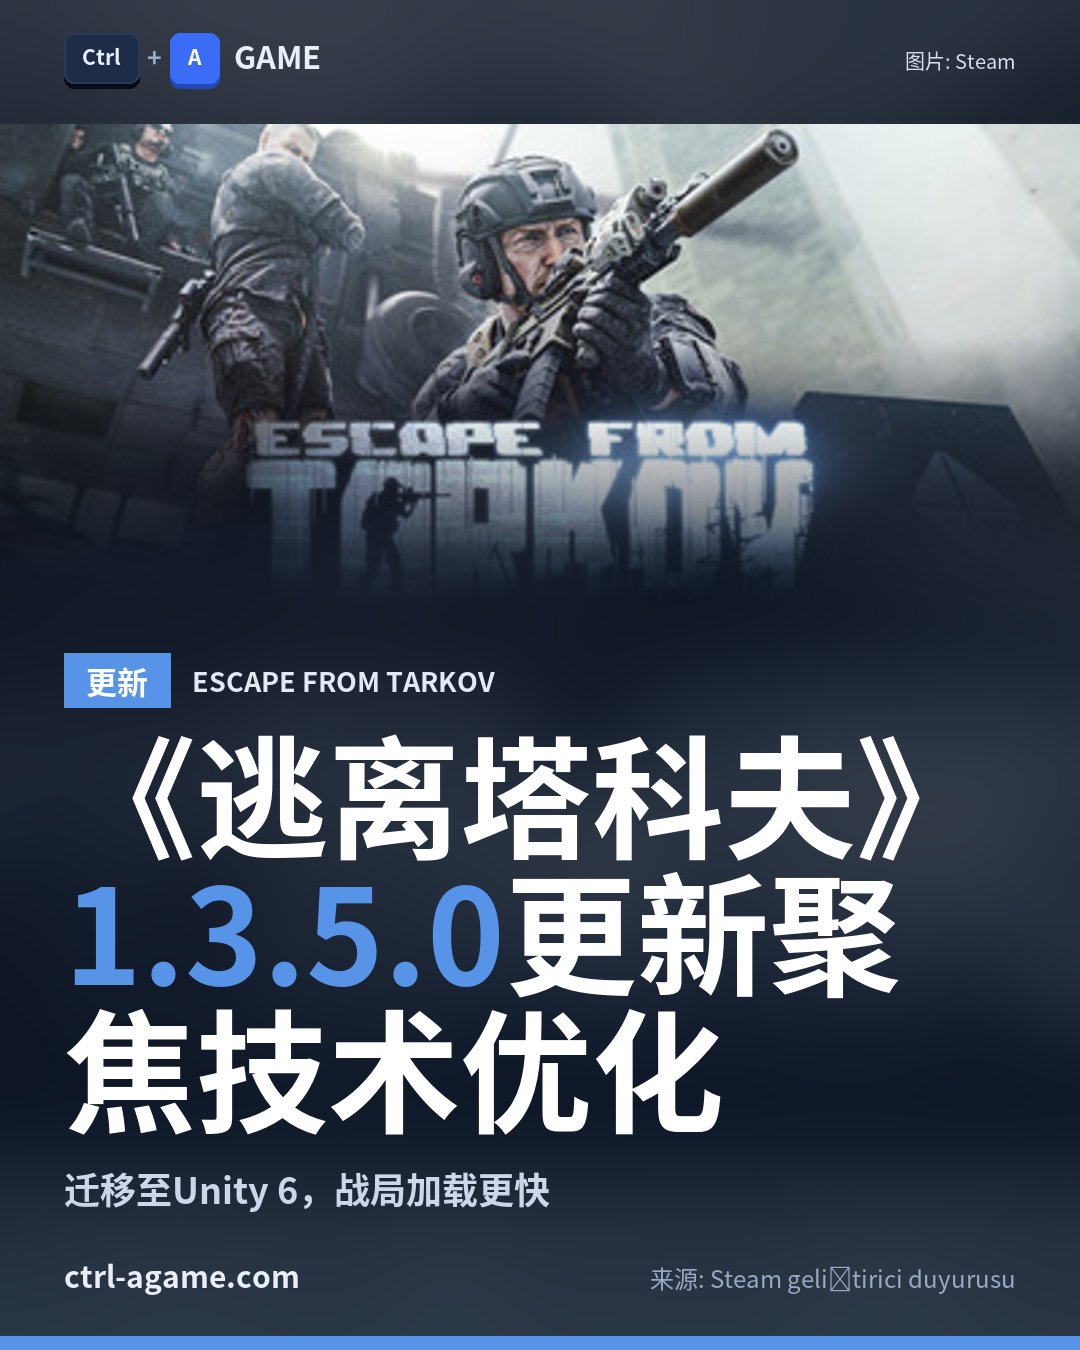 Ctrl + A GAME
图片: Steam
ESCAPE FROM
TARKOV
更新 ESCAPE FROM TARKOV
《逃离塔科夫》
1.3.5.0更新聚
焦技术优化
迁移至Unity 6，战局加载更快
ctrl-agame.com
来源: Steam geli☒tirici duyurusu